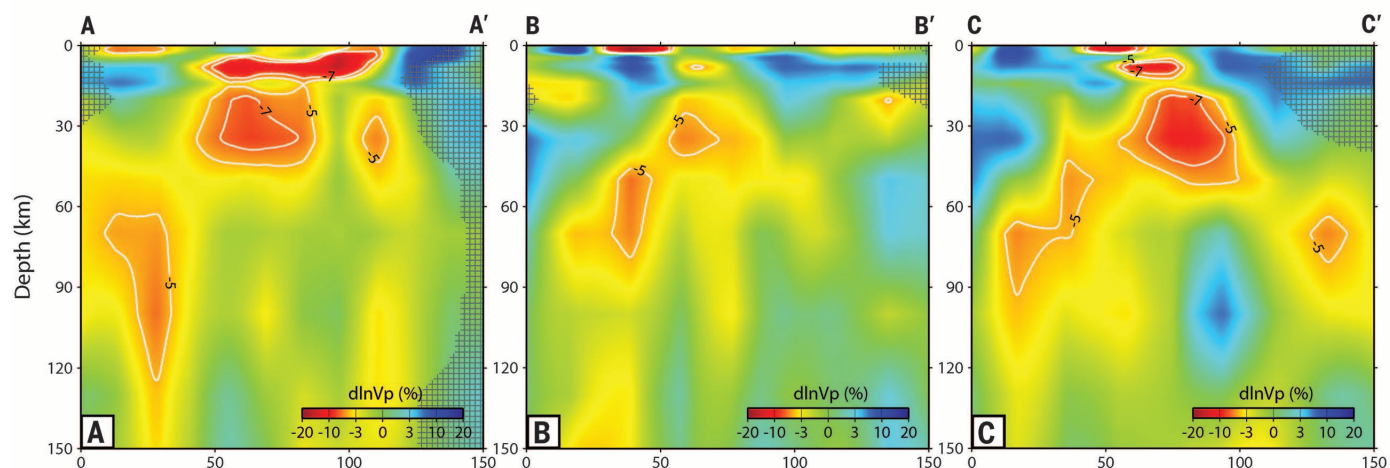 A A′ B B′ C C′
0 0 0
30 30 30
60 60 60
90 90 90
120 120 120
150 150 150
Depth (km)
-7 -7 -5 -5 -5
-5 -5
-5 -7 -7 -5 -5 -5
dlnVp (%) dlnVp (%) dlnVp (%)
-20 -10 -3 0 3 10 20 -20 -10 -3 0 3 10 20 -20 -10 -3 0 3 10 20
A B C
0 50 100 150 0 50 100 150 0 50 100 150